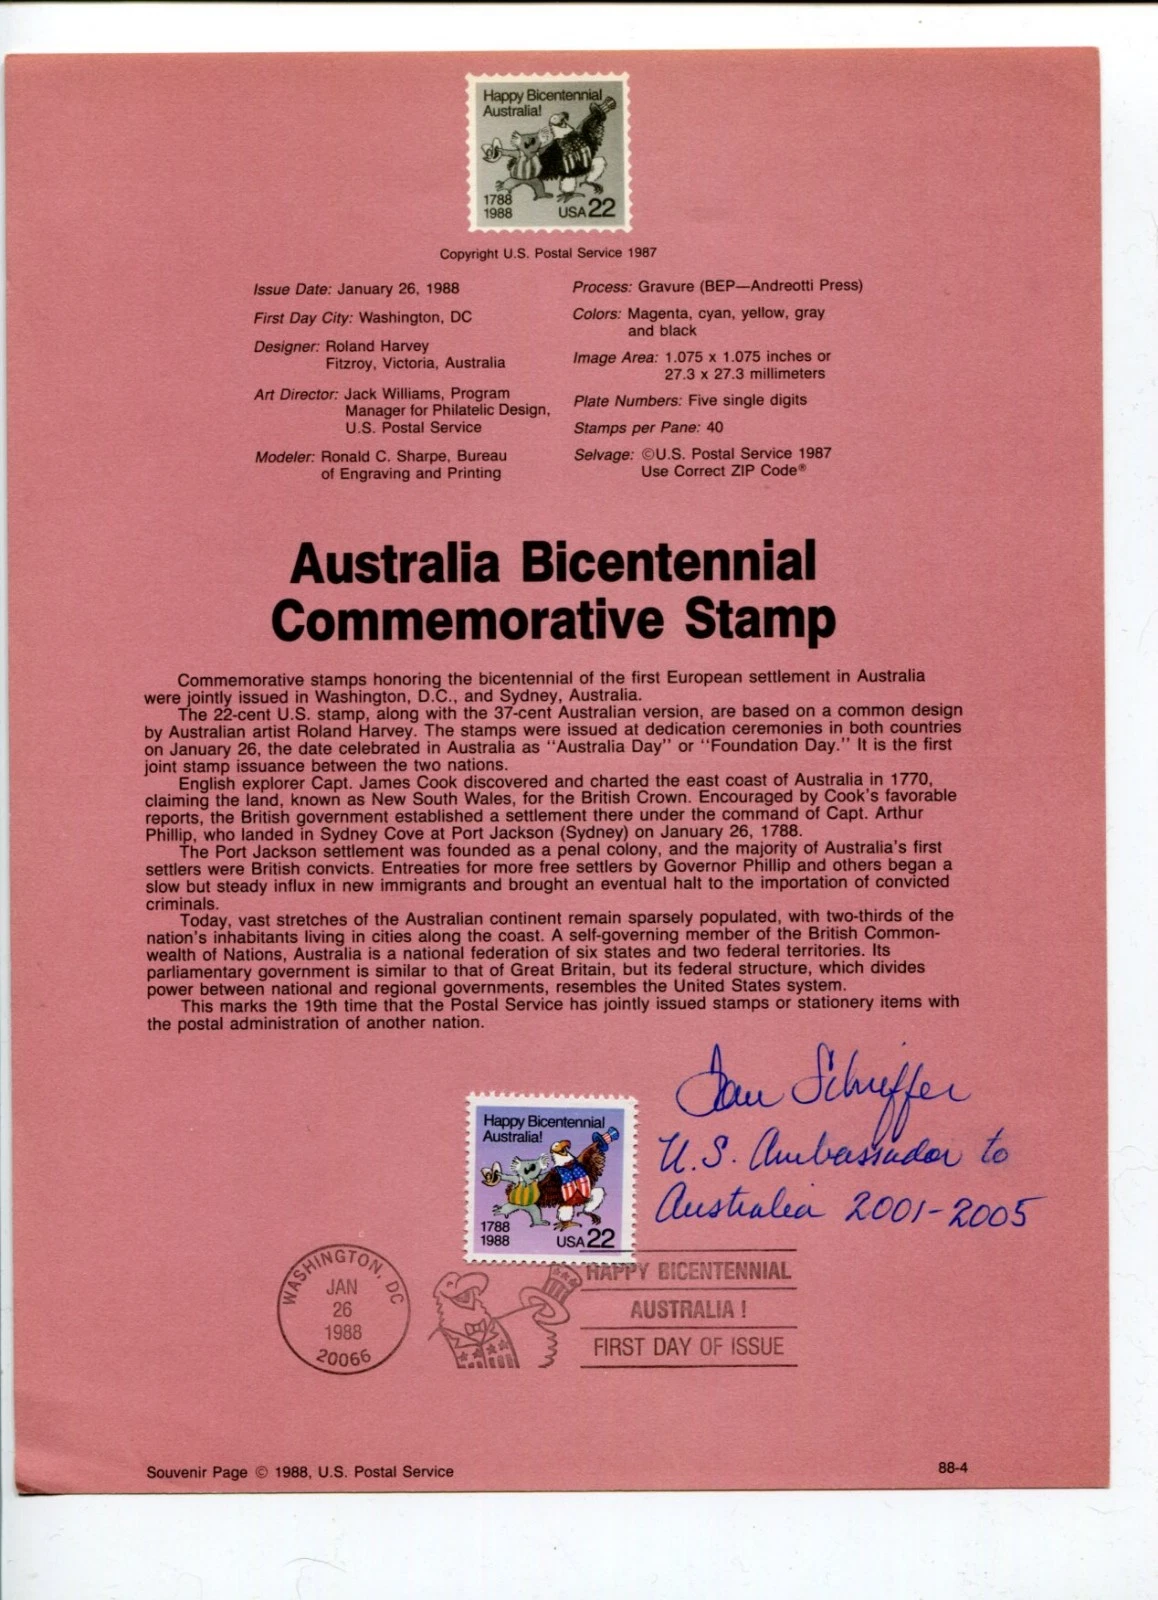 Happy Bicentennial
Australia!
1788
1988
USA 22
Copyright U.S. Postal Service 1987
Issue Date: January 26, 1988
First Day City: Washington, DC
Designer: Roland Harvey
Fitzroy, Victoria, Australia
Art Director: Jack Williams, Program
Manager for Philatelic Design,
U.S. Postal Service
Modeler: Ronald C. Sharpe, Bureau
of Engraving and Printing
Process: Gravure (BEP—Andreotti Press)
Colors: Magenta, cyan, yellow, gray
and black
Image Area: 1.075 x 1.075 inches or
27.3 x 27.3 millimeters
Plate Numbers: Five single digits
Stamps per Pane: 40
Selvage: ©U.S. Postal Service 1987
Use Correct ZIP Code®
Australia Bicentennial
Commemorative Stamp
Commemorative stamps honoring the bicentennial of the first European settlement in Australia
were jointly issued in Washington, D.C., and Sydney, Australia.
The 22-cent U.S. stamp, along with the 37-cent Australian version, are based on a common design
by Australian artist Roland Harvey. The stamps were issued at dedication ceremonies in both countries
on January 26, the date celebrated in Australia as "Australia Day" or "Foundation Day." It is the first
joint stamp issuance between the two nations.
English explorer Capt. James Cook discovered and charted the east coast of Australia in 1770,
claiming the land, known as New South Wales, for the British Crown. Encouraged by Cook's favorable
reports, the British government established a settlement there under the command of Capt. Arthur
Phillip, who landed in Sydney Cove at Port Jackson (Sydney) on January 26, 1788.
The Port Jackson settlement was founded as a penal colony, and the majority of Australia's first
settlers were British convicts. Entreaties for more free settlers by Governor Phillip and others began a
slow but steady influx in new immigrants and brought an eventual halt to the importation of convicted
criminals.
Today, vast stretches of the Australian continent remain sparsely populated, with two-thirds of the
nation's inhabitants living in cities along the coast. A self-governing member of the British Common-
wealth of Nations, Australia is a national federation of six states and two federal territories. Its
parliamentary government is similar to that of Great Britain, but its federal structure, which divides
power between national and regional governments, resembles the United States system.
This marks the 19th time that the Postal Service has jointly issued stamps or stationery items with
the postal administration of another nation.
Tom Schieffer
U.S. Ambassador to
Australia 2001-2005
Happy Bicentennial
Australia!
1788
1988
USA 22
WASHINGTON, DC
JAN
26
1988
20066
HAPPY BICENTENNIAL
AUSTRALIA !
FIRST DAY OF ISSUE
Souvenir Page © 1988, U.S. Postal Service
88-4